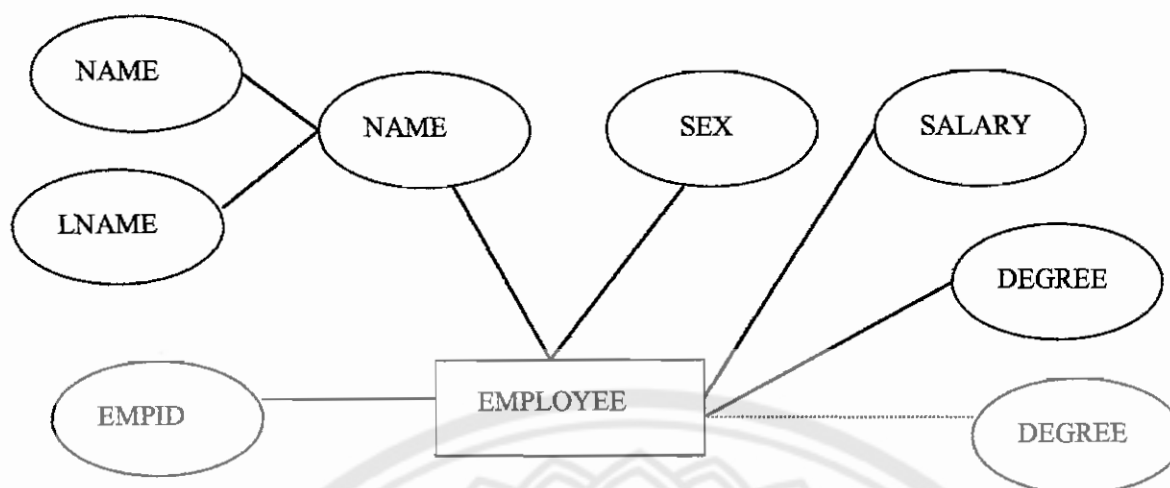 NAME
NAME
SEX
SALARY
LNAME
DEGREE
EMPID
EMPLOYEE
DEGREE